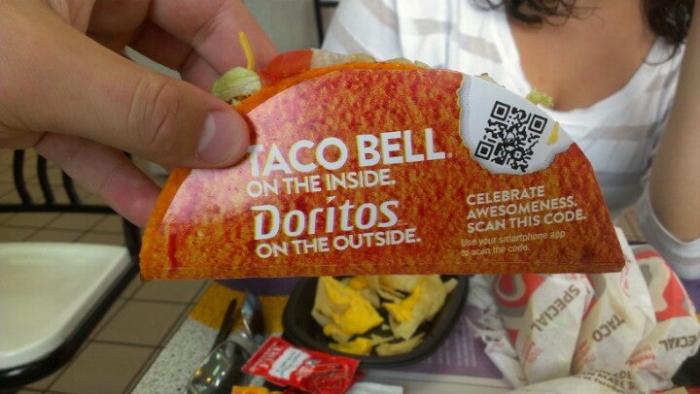 TACO BELL®
ON THE INSIDE.
Doritos
ON THE OUTSIDE.
CELEBRATE
AWESOMENESS.
SCAN THIS CODE.
Use your smartphone app
to scan the code.
SPECIAL
TACO
SPECIAL